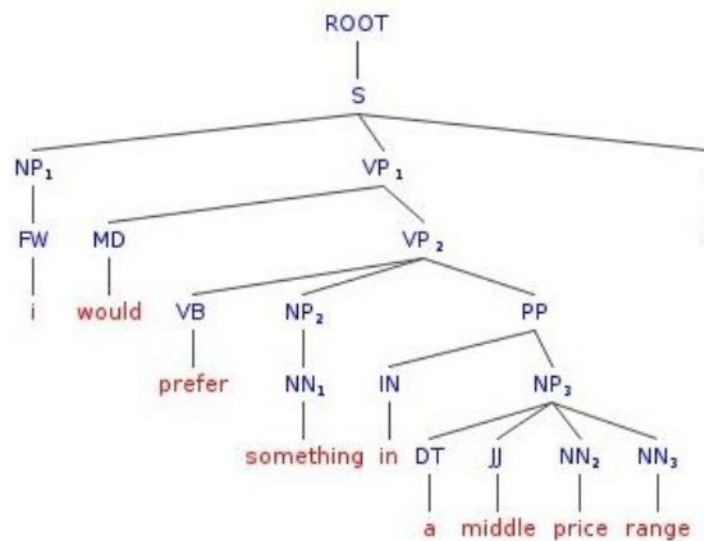 ROOT
S
NP1 VP1
FW MD VP2
i would VB NP2 PP
prefer NN1 IN NP3
something in DT JJ NN2 NN3
a middle price range